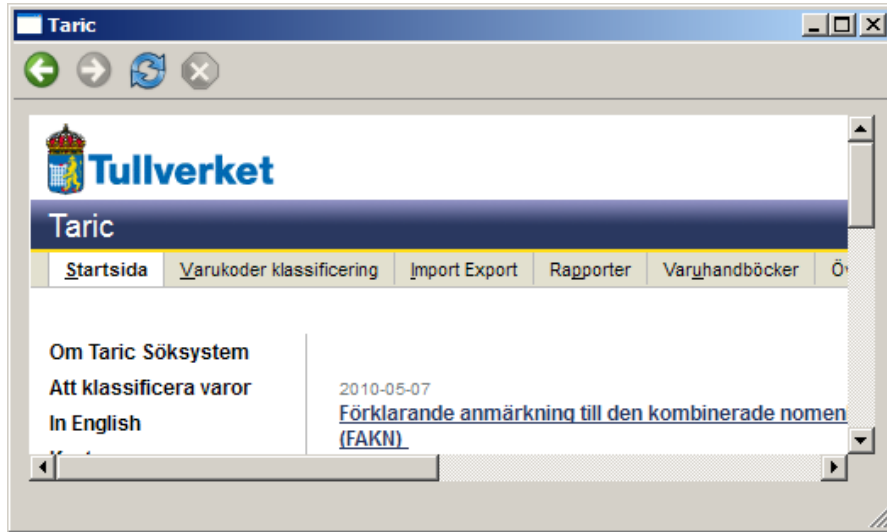 Taric
Tullverket
Taric
Startsida Varukoder klassificering Import Export Rapporter Varuhandböcker
Om Taric Söksystem
Att klassificera varor
In English
2010-05-07
Förklarande anmärkning till den kombinerade nomen
(FAKN)